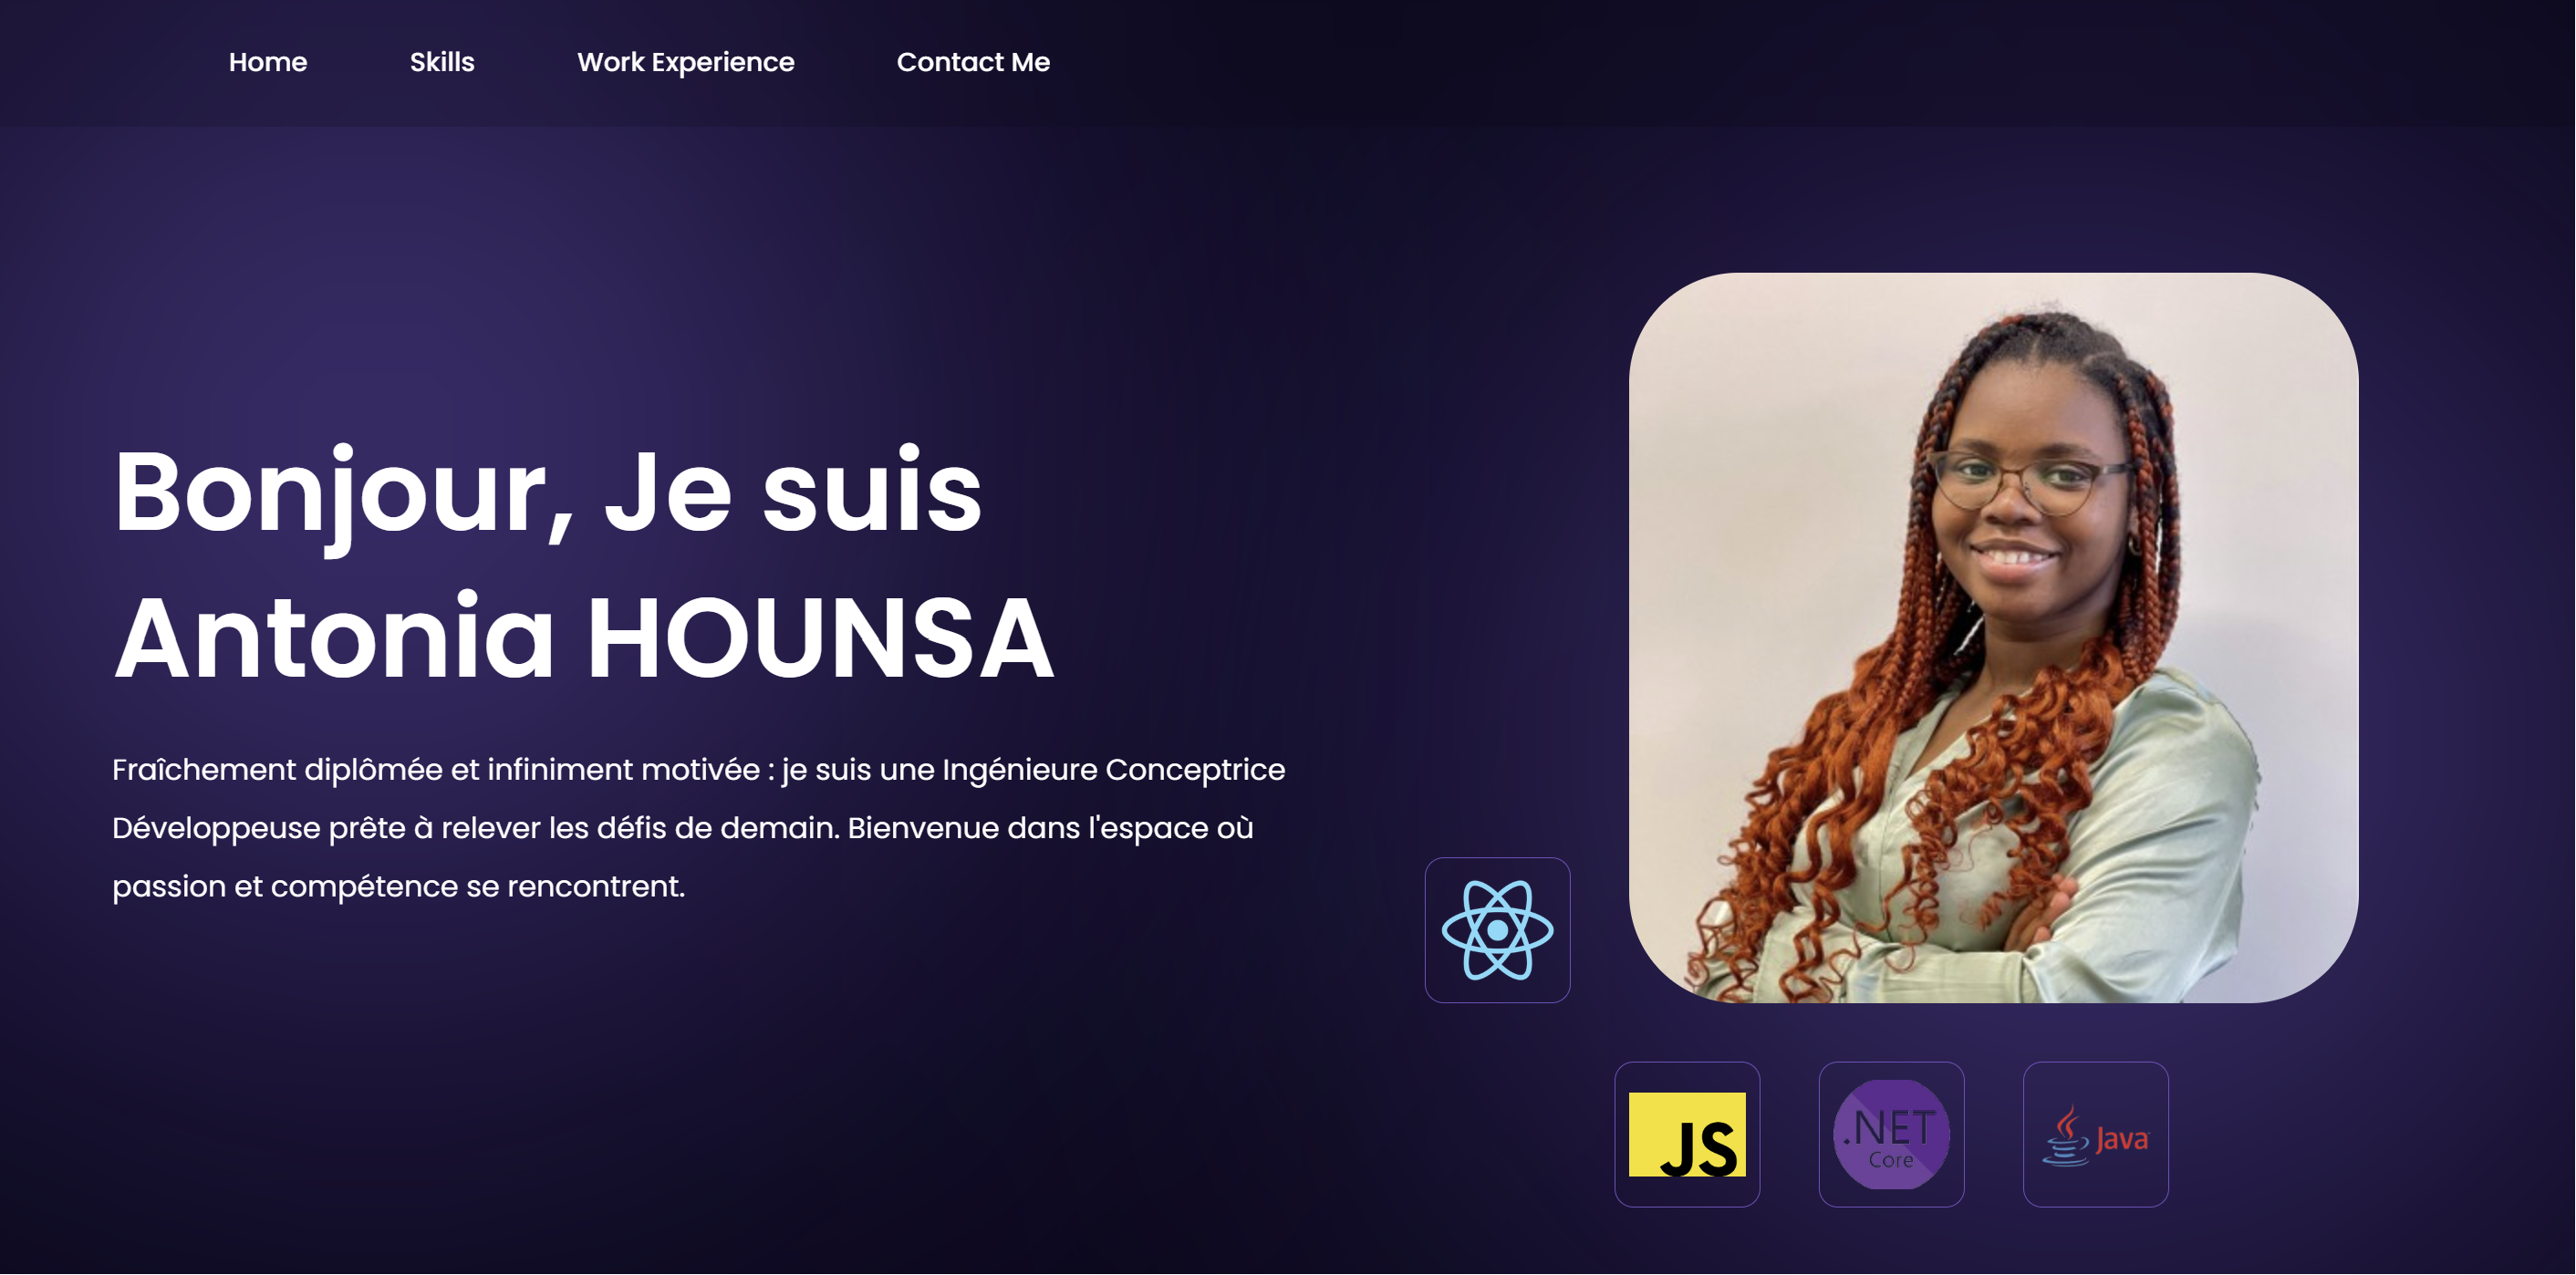 Home Skills Work Experience Contact Me
Bonjour, Je suis
Antonia HOUNSA
Fraîchement diplômée et infiniment motivée : je suis une Ingénieure Conceptrice
Développeuse prête à relever les défis de demain. Bienvenue dans l'espace où
passion et compétence se rencontrent.
JS
.NET
Core
Java